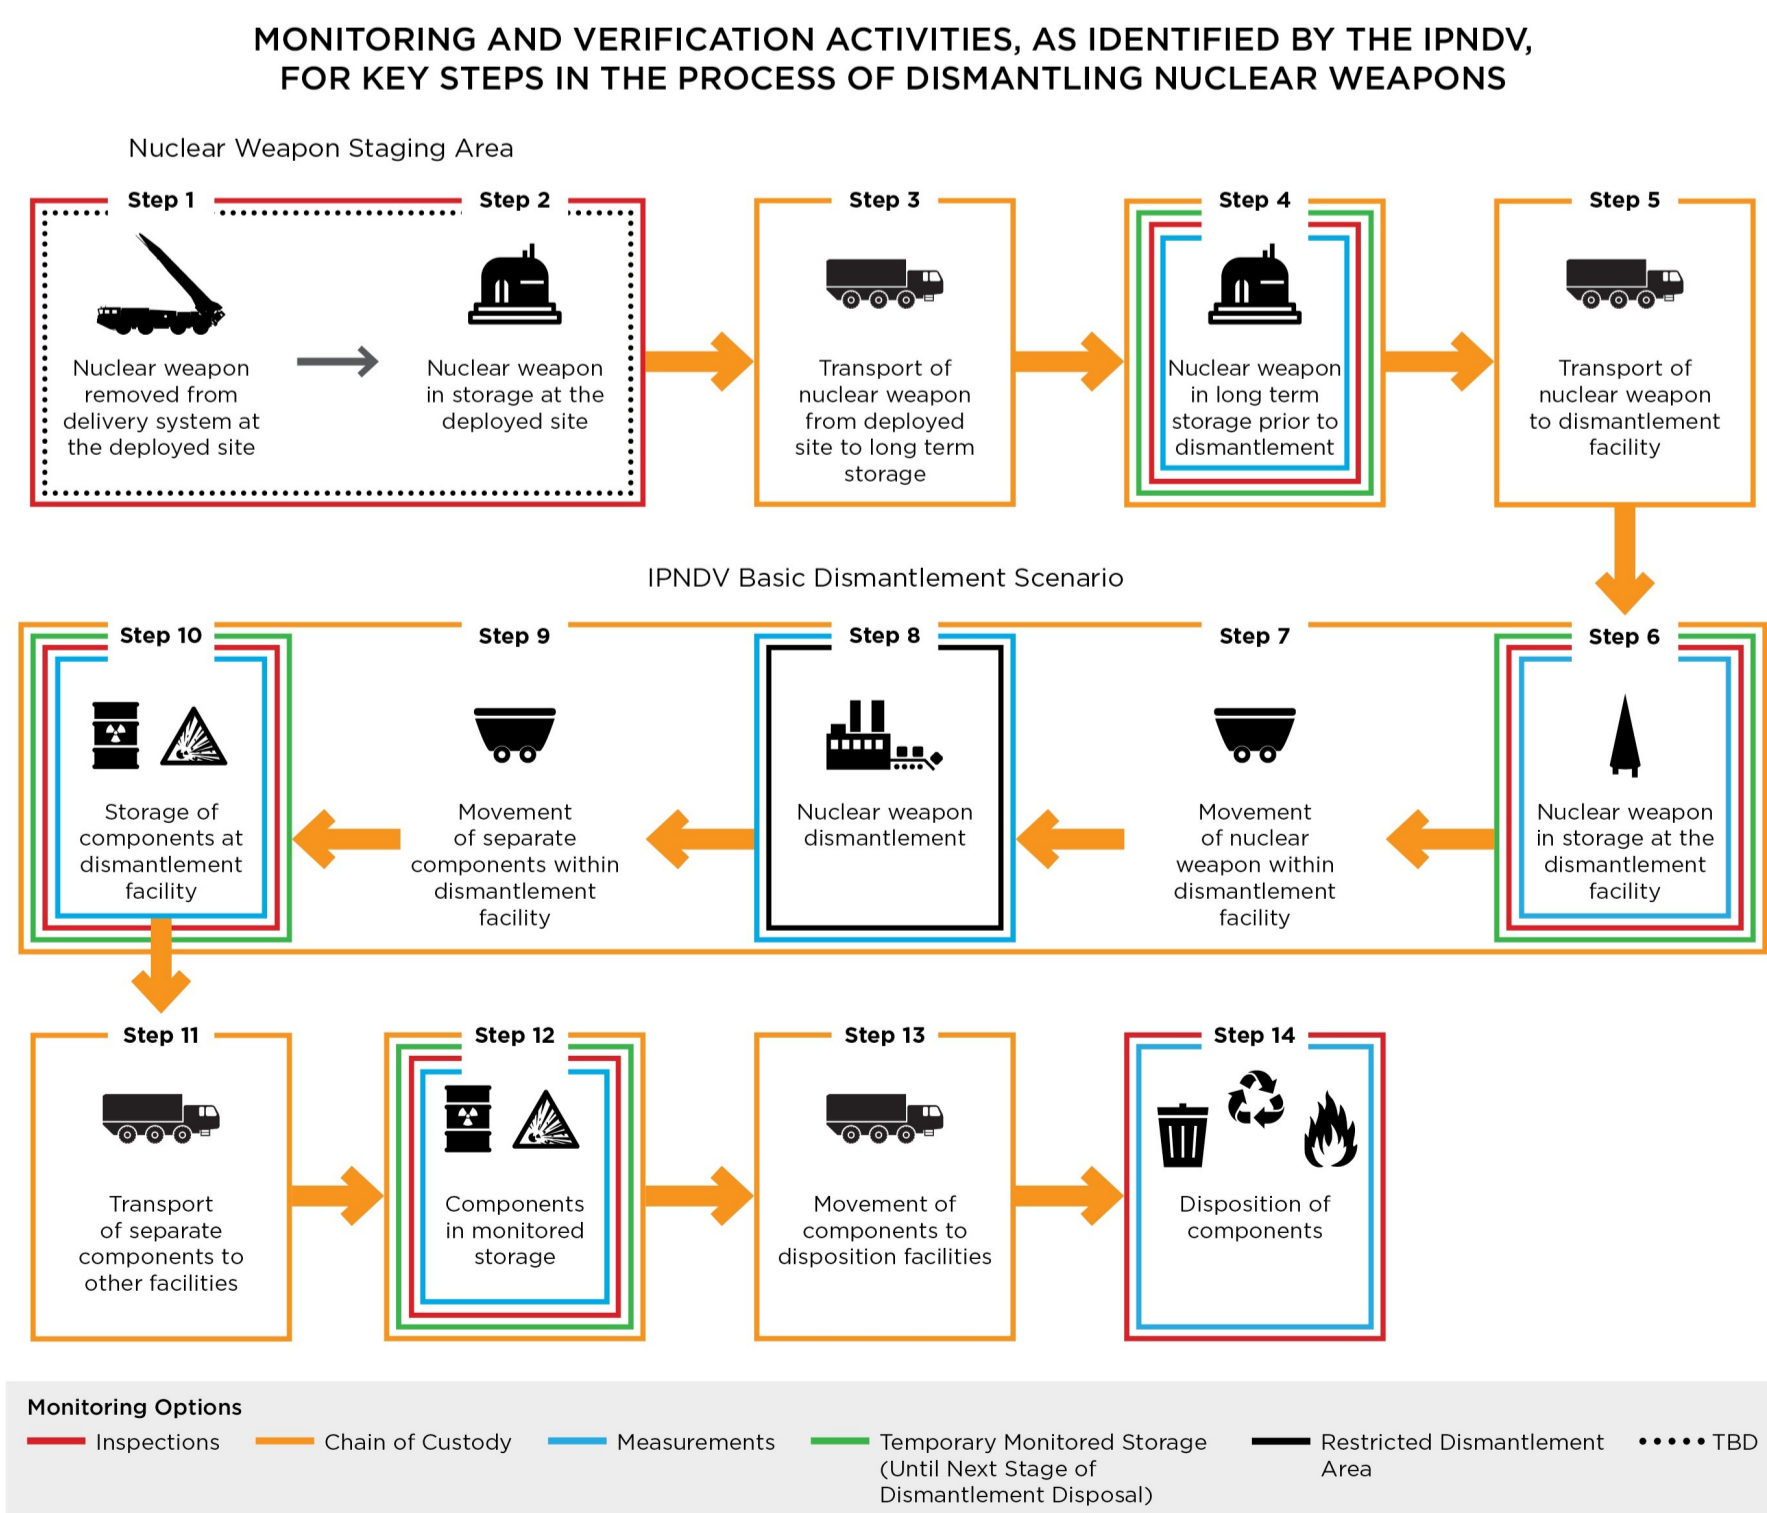 MONITORING AND VERIFICATION ACTIVITIES, AS IDENTIFIED BY THE IPNDV,
FOR KEY STEPS IN THE PROCESS OF DISMANTLING NUCLEAR WEAPONS
Nuclear Weapon Staging Area
Step 1
Nuclear weapon
removed from
delivery system at
the deployed site
Step 2
Nuclear weapon
in storage at the
deployed site
Step 3
Transport of
nuclear weapon
from deployed
site to long term
storage
Step 4
Nuclear weapon
in long term
storage prior to
dismantlement
Step 5
Transport of
nuclear weapon
to dismantlement
facility
IPNDV Basic Dismantlement Scenario
Step 6
Nuclear weapon
in storage at the
dismantlement
facility
Step 7
Movement
of nuclear
weapon within
dismantlement
facility
Step 8
Nuclear weapon
dismantlement
Step 9
Movement
of separate
components within
dismantlement
facility
Step 10
Storage of
components at
dismantlement
facility
Step 11
Transport
of separate
components to
other facilities
Step 12
Components
in monitored
storage
Step 13
Movement of
components to
disposition facilities
Step 14
Disposition of
components
Monitoring Options
Inspections
Chain of Custody
Measurements
Temporary Monitored Storage
(Until Next Stage of
Dismantlement Disposal)
Restricted Dismantlement
Area
TBD